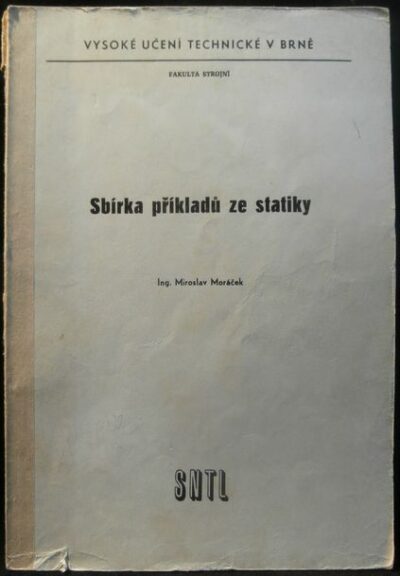 VYSOKÉ UČENÍ TECHNICKÉ V BRNĚ
FAKULTA STROJNÍ
Sbírka příkladů ze statiky
Ing. Miroslav Moráček
SNTL